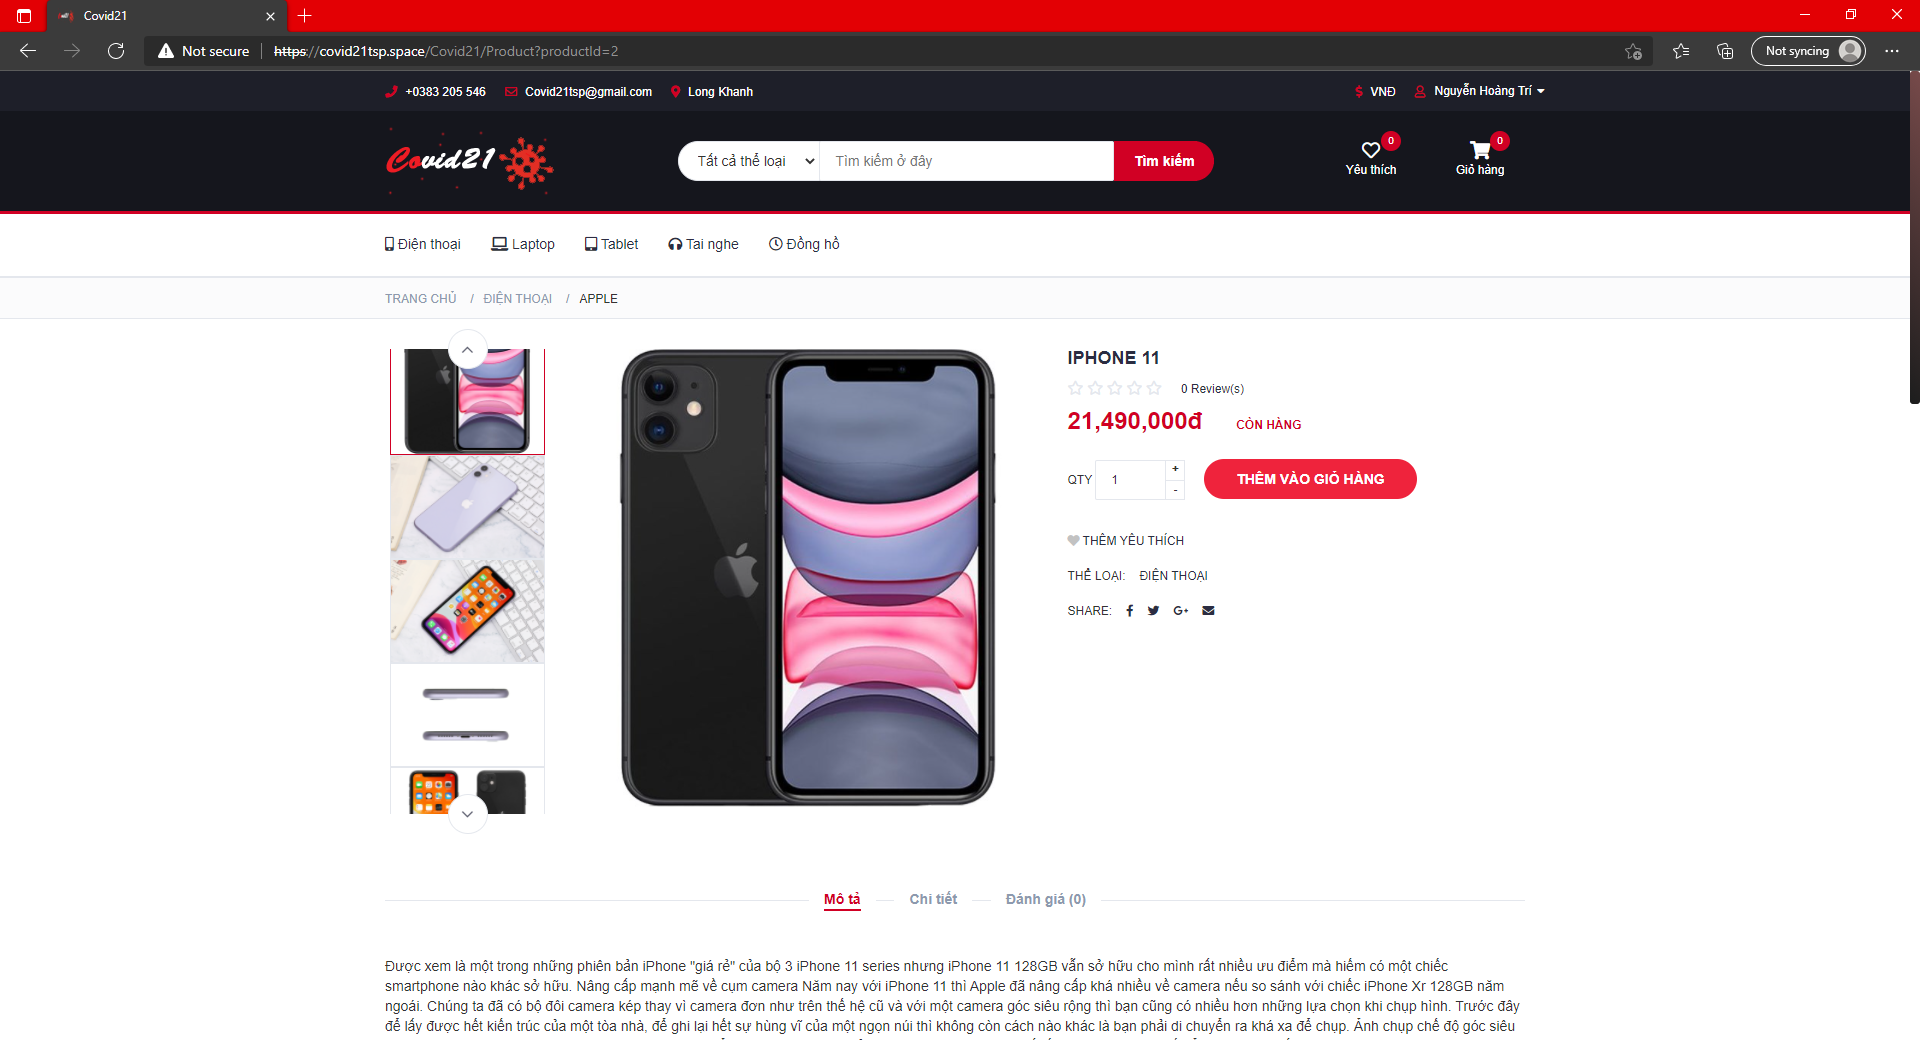 Covid21
Not secure
https://covid21tsp.space/Covid21/Product?productId=2
Not syncing
+0383 205 546
Covid21tsp@gmail.com
Long Khanh
$ VNĐ
Nguyễn Hoàng Trí
Covid21
Tất cả thể loại
Tìm kiếm ở đây
Tìm kiếm
0
Yêu thích
0
Giỏ hàng
Điện thoại
Laptop
Tablet
Tai nghe
Đồng hồ
TRANG CHỦ / ĐIỆN THOẠI / APPLE
IPHONE 11
0 Review(s)
21,490,000đ
CÒN HÀNG
QTY
1
+
-
THÊM VÀO GIỎ HÀNG
THÊM YÊU THÍCH
THỂ LOẠI: ĐIỆN THOẠI
SHARE:
Mô tả
Chi tiết
Đánh giá (0)
Được xem là một trong những phiên bản iPhone "giá rẻ" của bộ 3 iPhone 11 series nhưng iPhone 11 128GB vẫn sở hữu cho mình rất nhiều ưu điểm mà hiếm có một chiếc
smartphone nào khác sở hữu. Nâng cấp mạnh mẽ về cụm camera Năm nay với iPhone 11 thì Apple đã nâng cấp khá nhiều về camera nếu so sánh với chiếc iPhone Xr 128GB năm
ngoái. Chúng ta đã có bộ đôi camera kép thay vì camera đơn như trên thế hệ cũ và với một camera góc siêu rộng thì bạn cũng có nhiều hơn những lựa chọn khi chụp hình. Trước đây
để lấy được hết kiến trúc của một tòa nhà, để ghi lại hết sự hùng vĩ của một ngọn núi thì không còn cách nào khác là bạn phải di chuyển ra khá xa để chụp. Ảnh chụp chế độ góc siêu